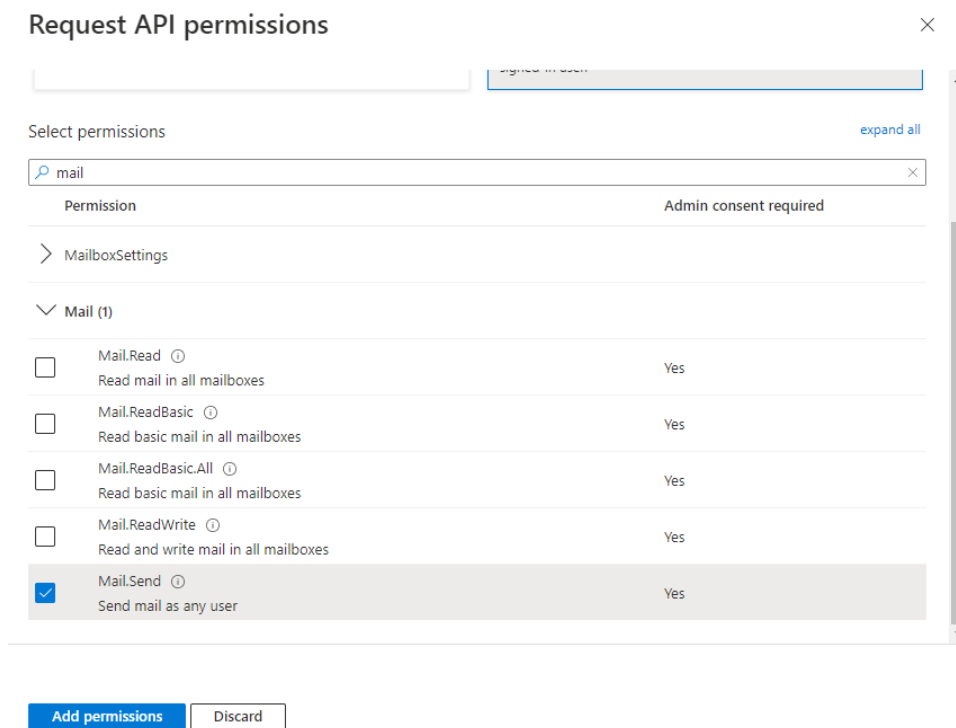 Request API permissions
signed-in user.
Select permissions
expand all
mail
Permission Admin consent required
MailboxSettings
Mail (1)
Mail.Read
Read mail in all mailboxes
Yes
Mail.ReadBasic
Read basic mail in all mailboxes
Yes
Mail.ReadBasic.All
Read basic mail in all mailboxes
Yes
Mail.ReadWrite
Read and write mail in all mailboxes
Yes
Mail.Send
Send mail as any user
Yes
Add permissions Discard